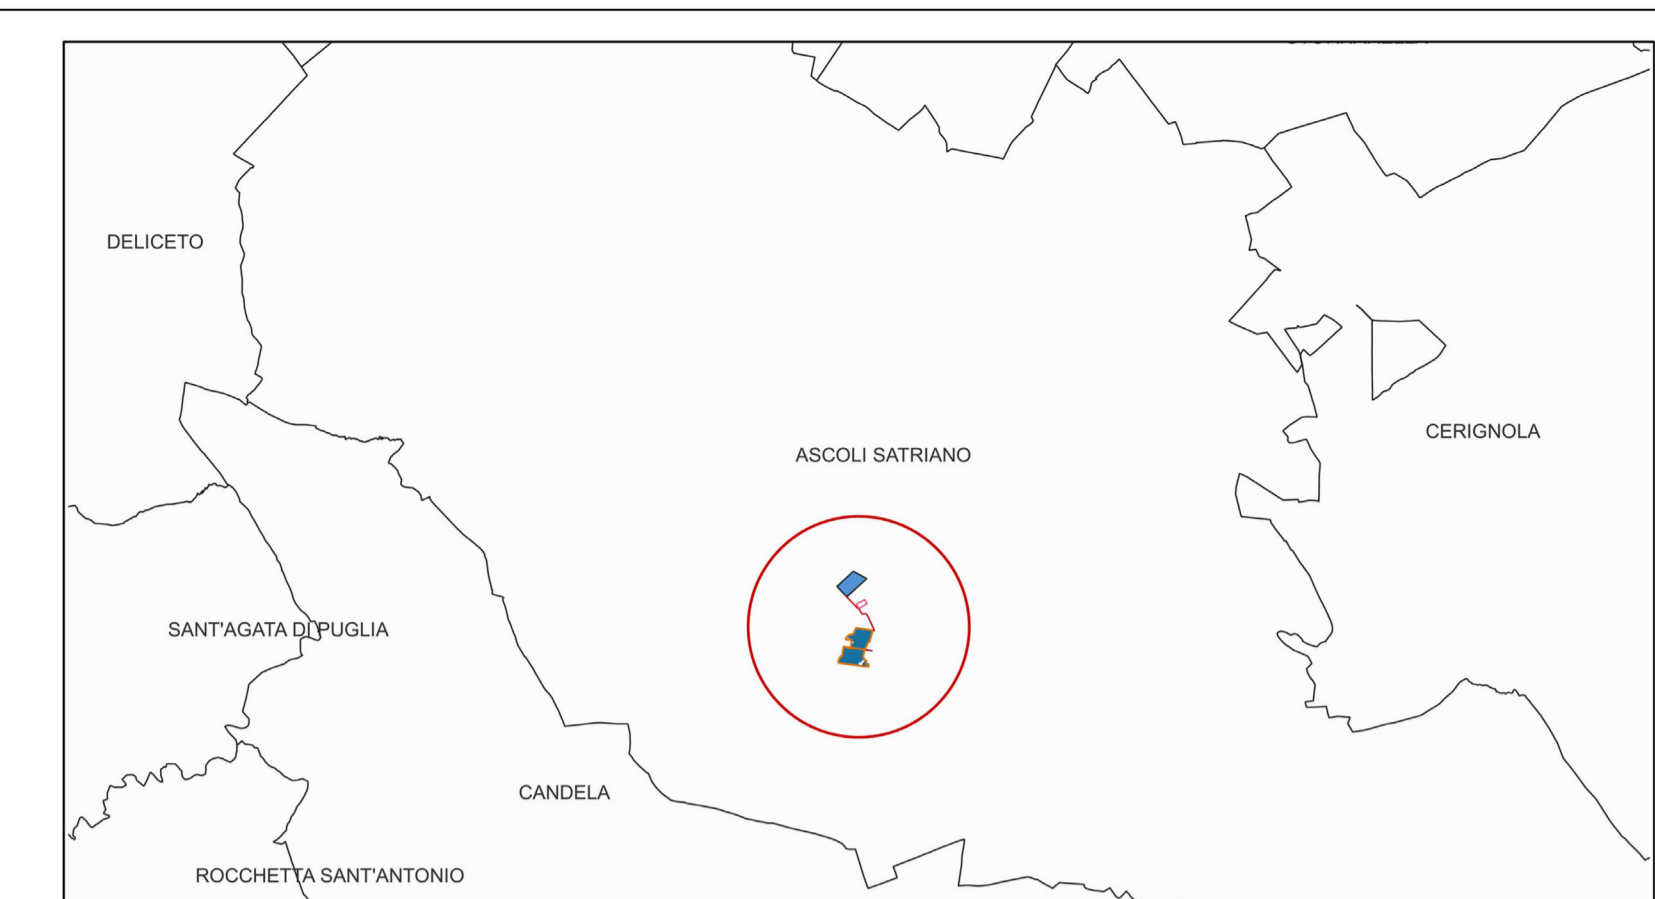 DELICETO
CERIGNOLA
ASCOLI SATRIANO
SANT'AGATA DI PUGLIA
CANDELA
ROCCHETTA SANT'ANTONIO